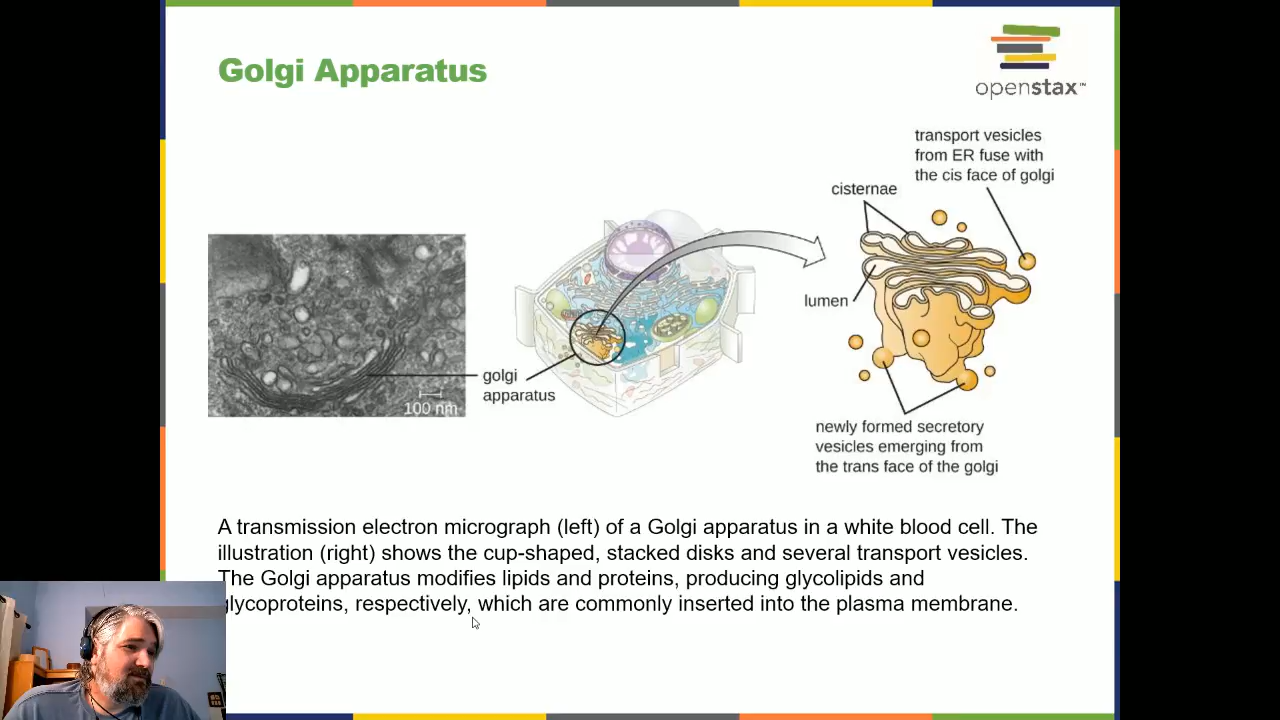 Golgi Apparatus
openstax™
transport vesicles
from ER fuse with
the cis face of golgi
cisternae
lumen
golgi
apparatus
100 nm
newly formed secretory
vesicles emerging from
the trans face of the golgi
A transmission electron micrograph (left) of a Golgi apparatus in a white blood cell. The
illustration (right) shows the cup-shaped, stacked disks and several transport vesicles.
The Golgi apparatus modifies lipids and proteins, producing glycolipids and
glycoproteins, respectively, which are commonly inserted into the plasma membrane.